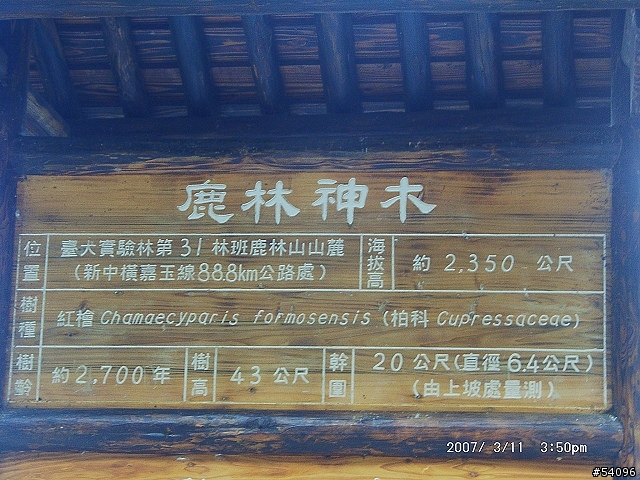 鹿林神木
位置 臺大實驗林第31林班鹿林山山麓
(新中橫嘉玉線88.8km公路處)
海拔高 約 2,350 公尺
樹種 紅檜 Chamaecyparis formosensis (柏科 Cupressaceae)
樹齡 約2,700年 樹高 43公尺 幹圍 20公尺(直徑6.4公尺)
(由上坡處量測)
2007/ 3/11 3:50pm
#54096